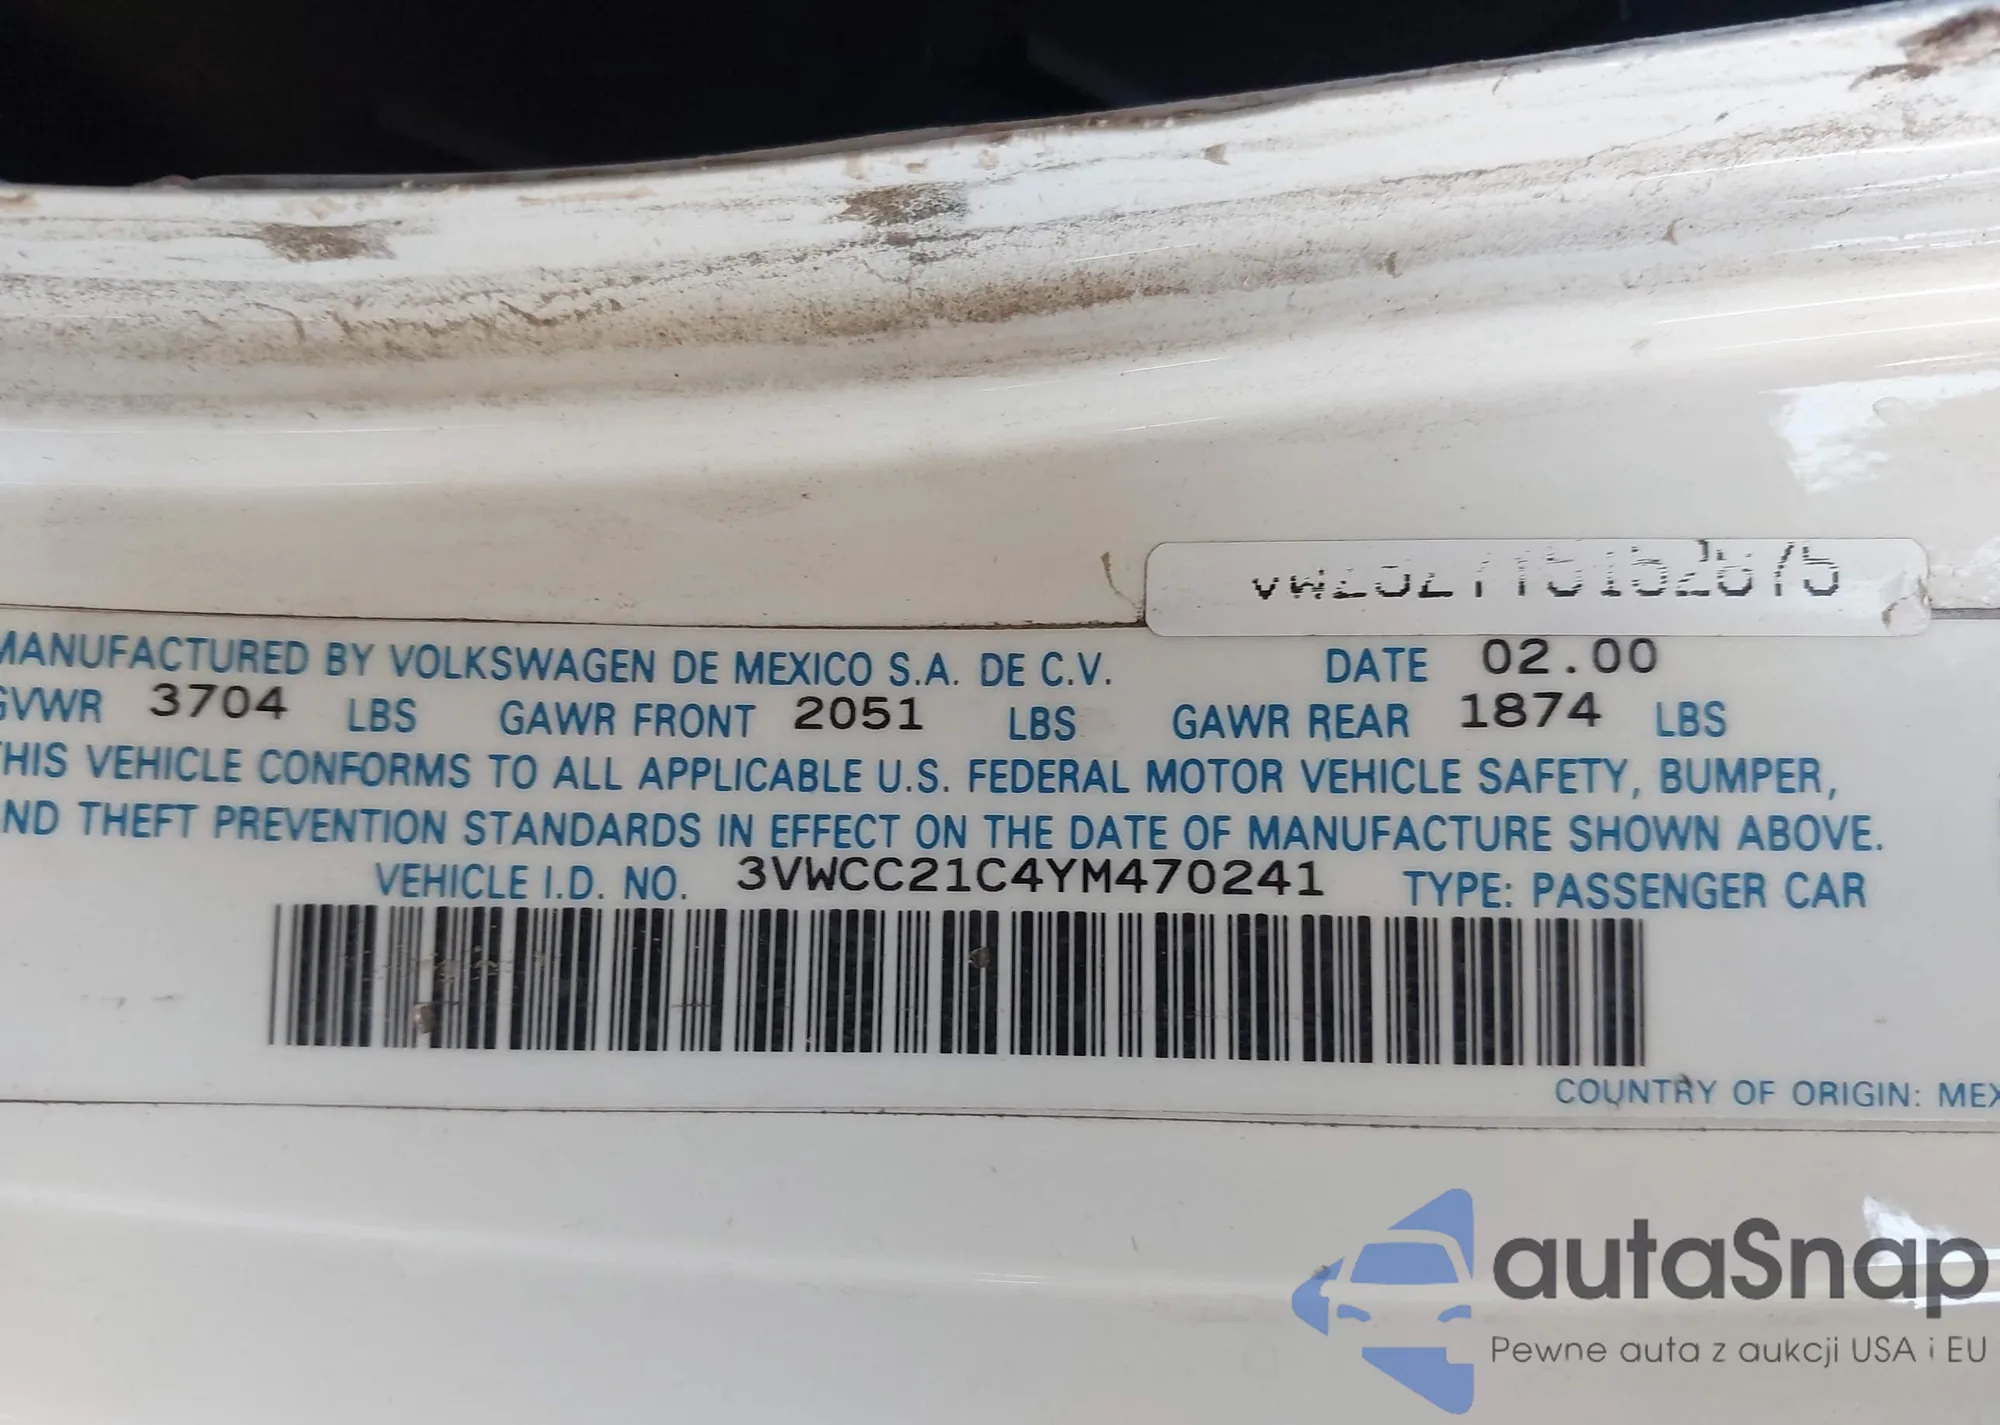 MANUFACTURED BY VOLKSWAGEN DE MEXICO S.A. DE C.V. DATE 02.00
GVWR 3704 LBS GAWR FRONT 2051 LBS GAWR REAR 1874 LBS
THIS VEHICLE CONFORMS TO ALL APPLICABLE U.S. FEDERAL MOTOR VEHICLE SAFETY, BUMPER,
AND THEFT PREVENTION STANDARDS IN EFFECT ON THE DATE OF MANUFACTURE SHOWN ABOVE.
VEHICLE I.D. NO. 3VWCC21C4YM470241 TYPE: PASSENGER CAR
COUNTRY OF ORIGIN: MEX
autaSnap
Pewne auta z aukcji USA i EU